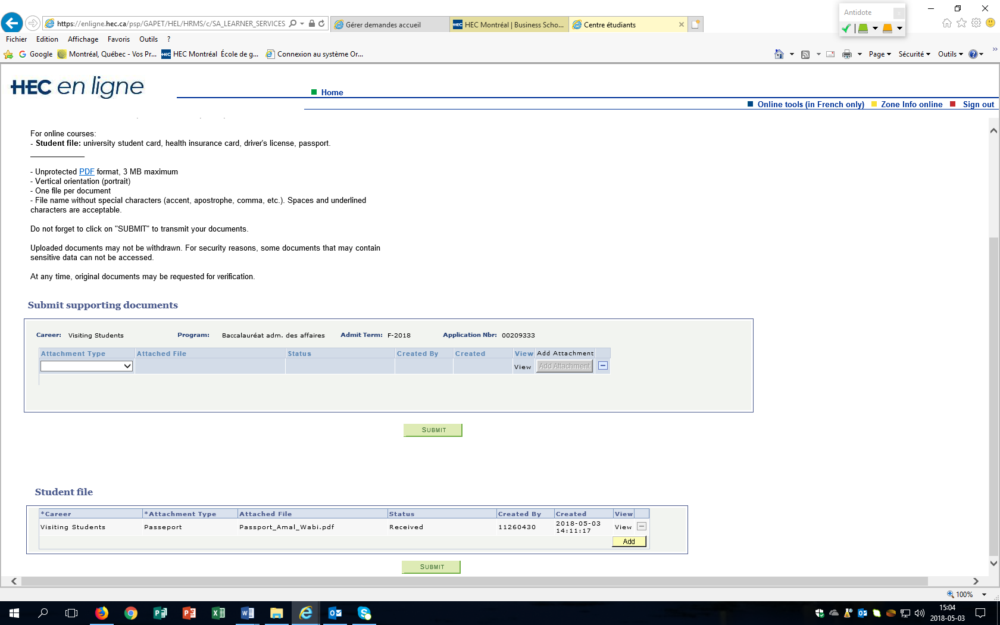 Antidote
https://enligne.hec.ca/psp/GAPET/HEL/HRMS/c/SA_LEARNER_SERVICES
Gérer demandes accueil
HEC Montréal | Business Scho...
Centre étudiants
Fichier Edition Affichage Favoris Outils ?
Google Montréal, Québec - Vos Pr... HEC Montréal École de g... Connexion au système Or...
Page Sécurité Outils
HEC en ligne
Home
Online tools (in French only) Zone Info online Sign out
For online courses:
- Student file: university student card, health insurance card, driver's license, passport.
- Unprotected PDF format, 3 MB maximum
- Vertical orientation (portrait)
- One file per document
- File name without special characters (accent, apostrophe, comma, etc.). Spaces and underlined
characters are acceptable.
Do not forget to click on "SUBMIT" to transmit your documents.
Uploaded documents may not be withdrawn. For security reasons, some documents that may contain
sensitive data can not be accessed.
At any time, original documents may be requested for verification.
Submit supporting documents
Career: Visiting Students Program: Baccalauréat adm. des affaires Admit Term: F-2018 Application Nbr: 00209333
Attachment Type Attached File Status Created By Created View Add Attachment
View Add Attachment
SUBMIT
Student file
*Career *Attachment Type Attached File Status Created By Created View
Visiting Students Passeport Passport_Amal_Wabi.pdf Received 11260430 2018-05-03 14:11:17 View
Add
SUBMIT
100%
15:04
2018-05-03